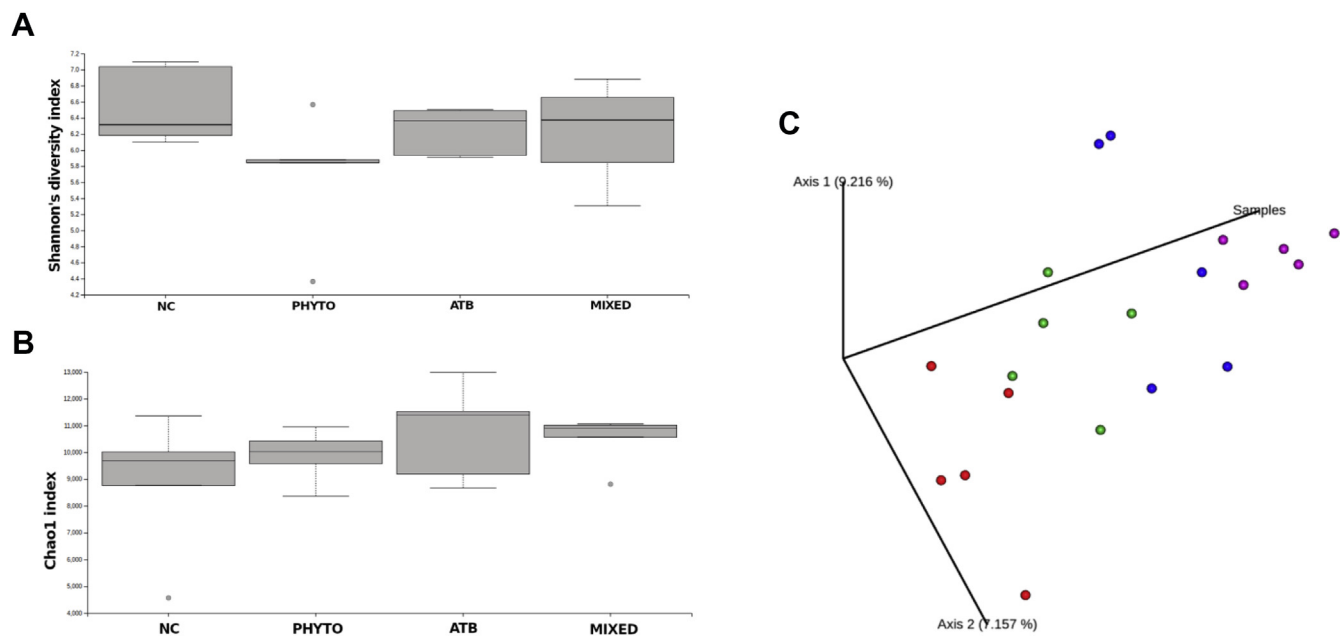 A
Shannon's diversity index
7.2
7.0
6.8
6.6
6.4
6.2
6.0
5.8
5.6
5.4
5.2
5.0
4.8
4.6
4.4
4.2
NC PHYTO ATB MIXED
B
Chao1 index
13,000
12,000
11,000
10,000
9,000
8,000
7,000
6,000
5,000
4,000
NC PHYTO ATB MIXED
C
Axis 1 (9.216 %)
Samples
Axis 2 (7.157 %)